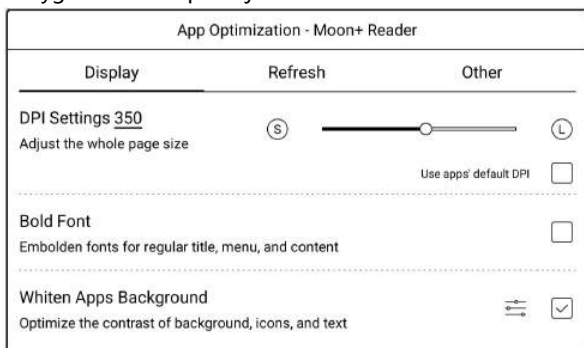 App Optimization - Moon+ Reader
Display Refresh Other
DPI Settings 350
S L
Adjust the whole page size
Use apps' default DPI
Bold Font
Embolden fonts for regular title, menu, and content
Whiten Apps Background
Optimize the contrast of background, icons, and text